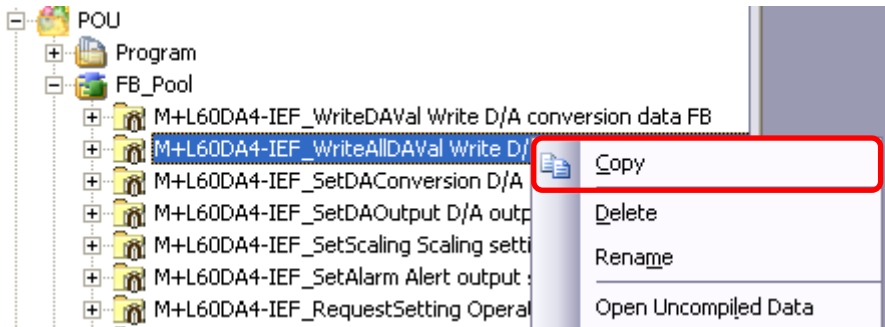 POU
Program
FB_Pool
M+L60DA4-IEF_WriteDAVal Write D/A conversion data FB
M+L60DA4-IEF_WriteAllDAVal Write D/
Copy
M+L60DA4-IEF_SetDAConversion D/A
Delete
M+L60DA4-IEF_SetDAOutput D/A outp
M+L60DA4-IEF_SetScaling Scaling setti
Rename
M+L60DA4-IEF_SetAlarm Alert output
M+L60DA4-IEF_RequestSetting Operat
Open Uncompiled Data